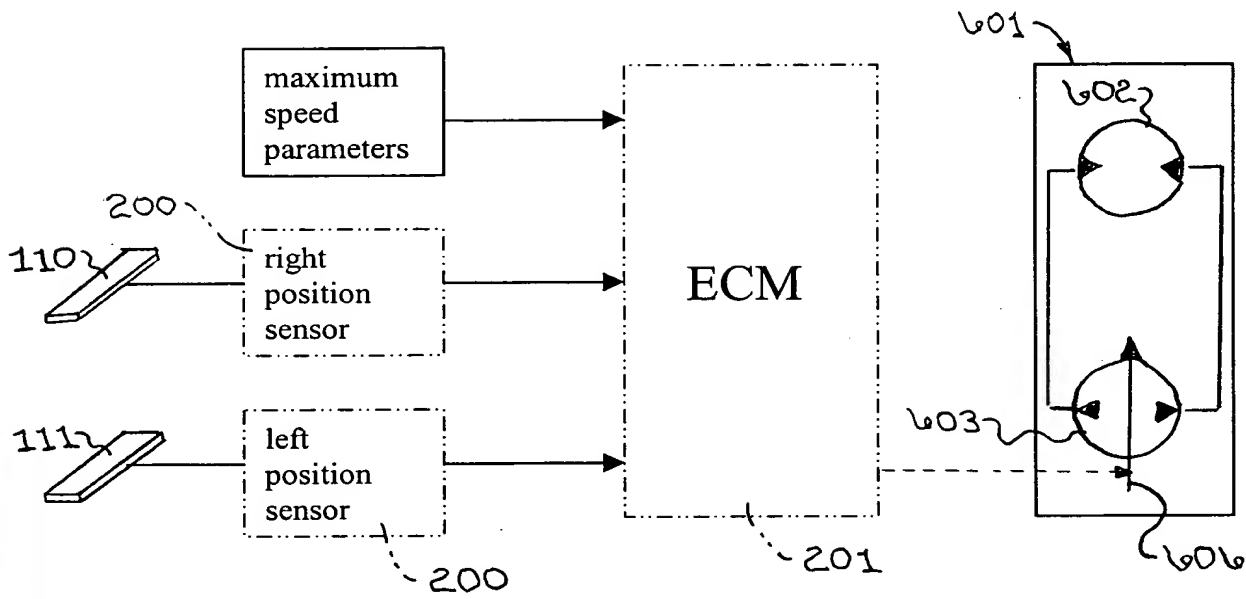 601
maximum
speed
parameters
602
200
110
right
position
sensor
ECM
111
left
position
sensor
603
200
201
606